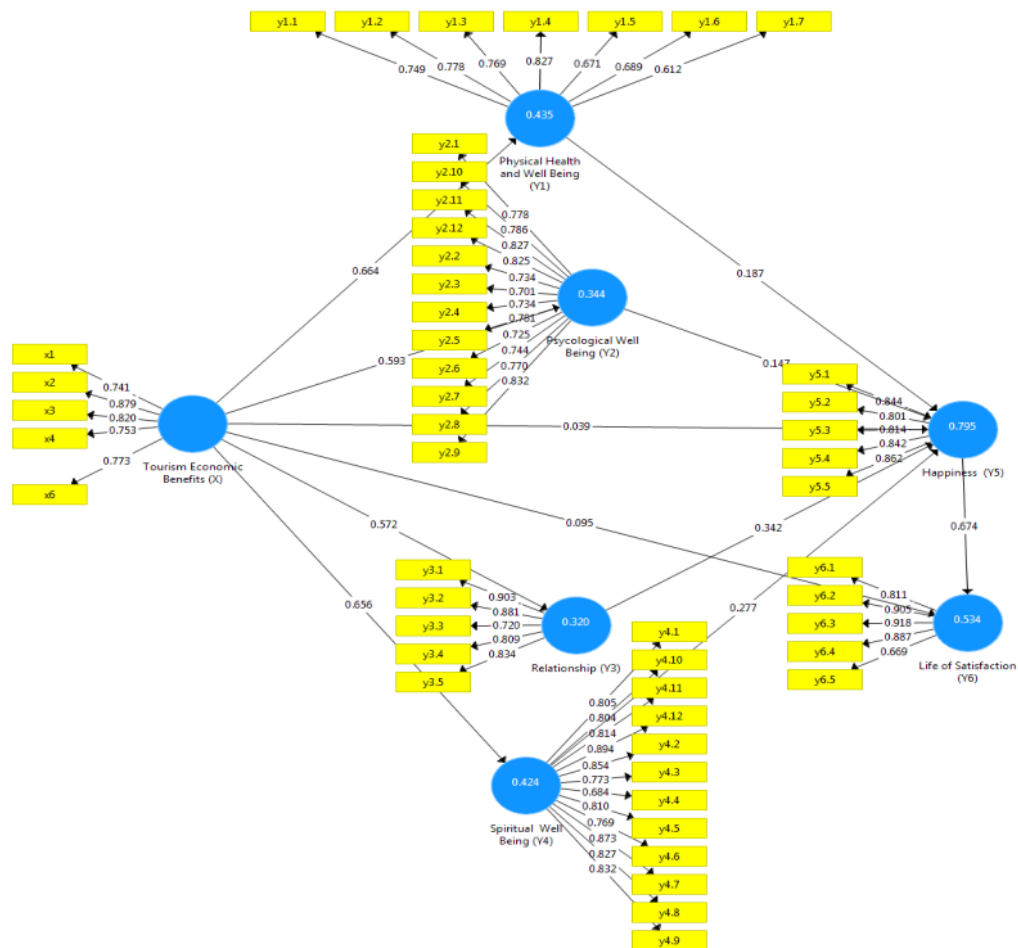 y1.1
y1.2
y1.3
y1.4
y1.5
y1.6
y1.7
0.749
0.778
0.769
0.827
0.671
0.689
0.612
0.435
Physical Health
and Well Being
(Y1)
y2.1
y2.10
y2.11
y2.12
y2.2
y2.3
y2.4
y2.5
y2.6
y2.7
y2.8
y2.9
0.778
0.786
0.827
0.825
0.734
0.701
0.734
0.781
0.725
0.744
0.770
0.832
0.344
Psycological Well
Being (Y2)
0.664
0.593
0.187
0.147
0.039
0.095
0.572
0.656
0.342
0.277
0.674
x1
x2
x3
x4
x6
0.741
0.879
0.820
0.753
0.773
Tourism Economic
Benefits (X)
y5.1
y5.2
y5.3
y5.4
y5.5
0.844
0.801
0.814
0.842
0.862
0.795
Happiness (Y5)
y3.1
y3.2
y3.3
y3.4
y3.5
0.903
0.881
0.720
0.809
0.834
0.320
Relationship (Y3)
y6.1
y6.2
y6.3
y6.4
y6.5
0.811
0.905
0.918
0.887
0.669
0.534
Life of Satisfaction
(Y6)
y4.1
y4.10
y4.11
y4.12
y4.2
y4.3
y4.4
y4.5
y4.6
y4.7
y4.8
y4.9
0.805
0.804
0.814
0.894
0.854
0.773
0.684
0.810
0.769
0.873
0.827
0.832
0.424
Spiritual Well
Being (Y4)